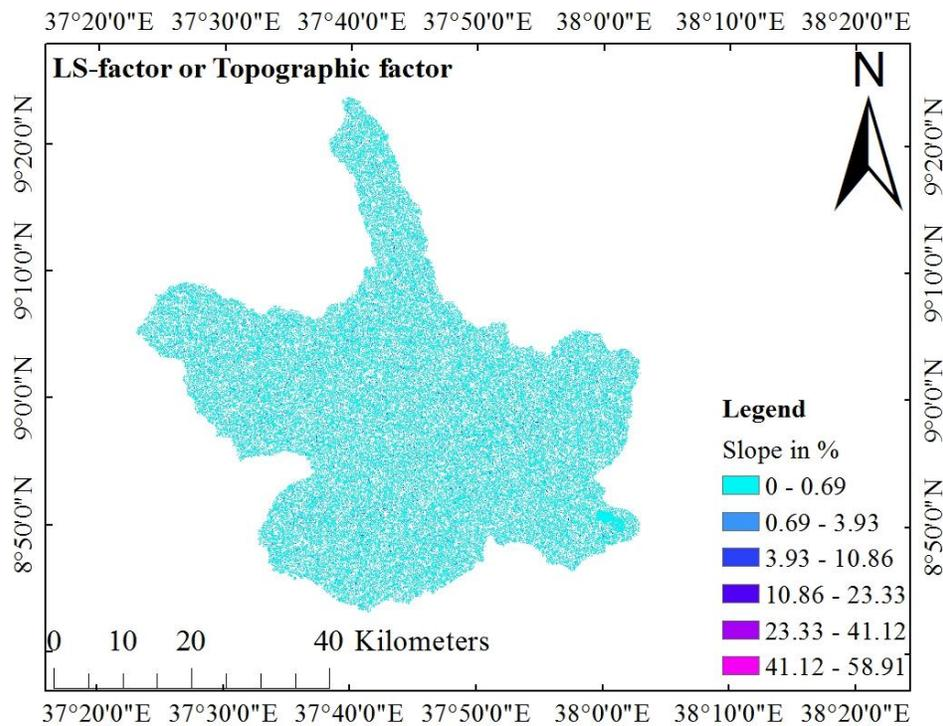 37°20'0"E 37°30'0"E 37°40'0"E 37°50'0"E 38°0'0"E 38°10'0"E 38°20'0"E
LS-factor or Topographic factor
N
9°20'0"N 9°20'0"N
9°10'0"N 9°10'0"N
9°0'0"N 9°0'0"N
8°50'0"N 8°50'0"N
Legend
Slope in %
0 - 0.69
0.69 - 3.93
3.93 - 10.86
10.86 - 23.33
23.33 - 41.12
41.12 - 58.91
0 10 20 40 Kilometers
37°20'0"E 37°30'0"E 37°40'0"E 37°50'0"E 38°0'0"E 38°10'0"E 38°20'0"E